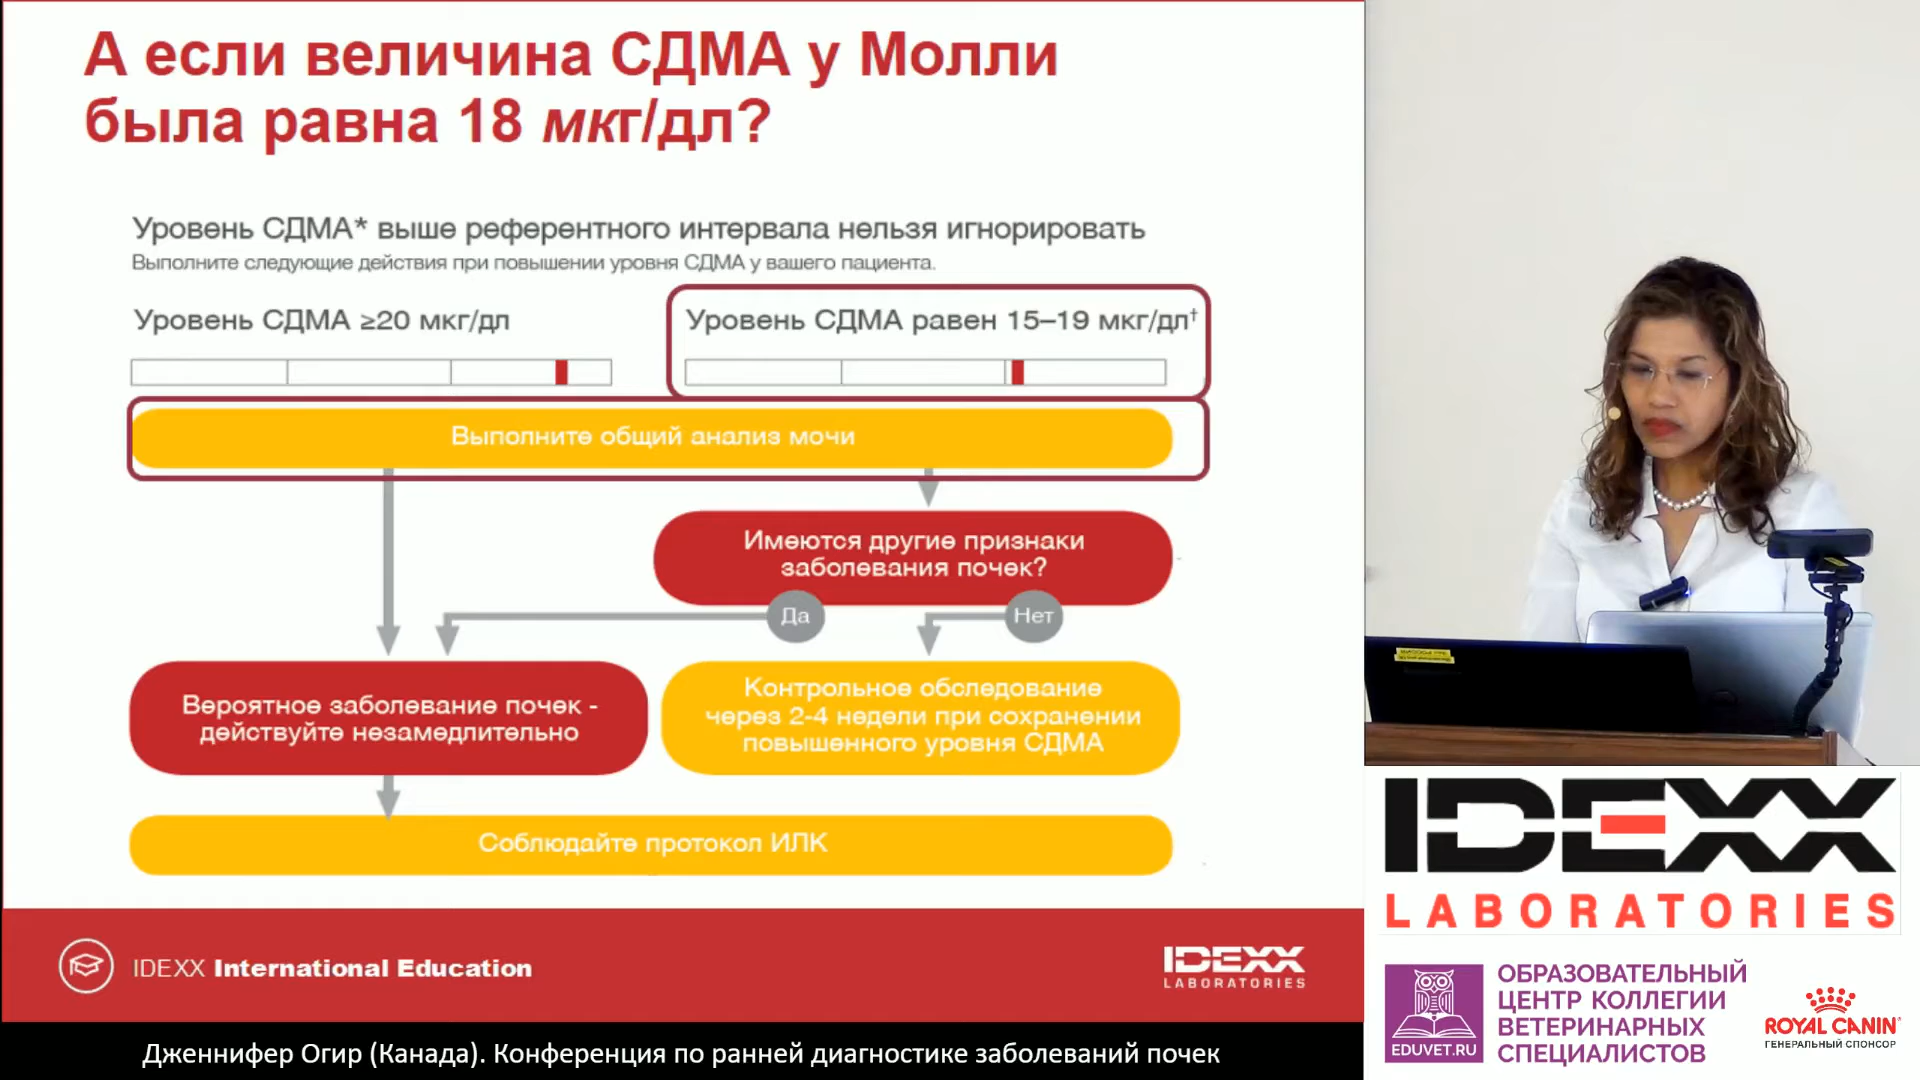 А если величина СДМА у Молли
была равна 18 мкг/дл?
Уровень СДМА* выше референтного интервала нельзя игнорировать
Выполните следующие действия при повышении уровня СДМА у вашего пациента.
Уровень СДМА ≥20 мкг/дл
Уровень СДМА равен 15–19 мкг/дл†
Выполните общий анализ мочи
Имеются другие признаки
заболевания почек?
Да
Нет
Вероятное заболевание почек -
действуйте незамедлительно
Контрольное обследование
через 2-4 недели при сохранении
повышенного уровня СДМА
Соблюдайте протокол ИЛК
IDEXX International Education
IDEXX
LABORATORIES
Дженнифер Огир (Канада). Конференция по ранней диагностике заболеваний почек
IDEXX
LABORATORIES
EDUVET.RU
ОБРАЗОВАТЕЛЬНЫЙ
ЦЕНТР КОЛЛЕГИИ
ВЕТЕРИНАРНЫХ
СПЕЦИАЛИСТОВ
ROYAL CANIN
ГЕНЕРАЛЬНЫЙ СПОНСОР